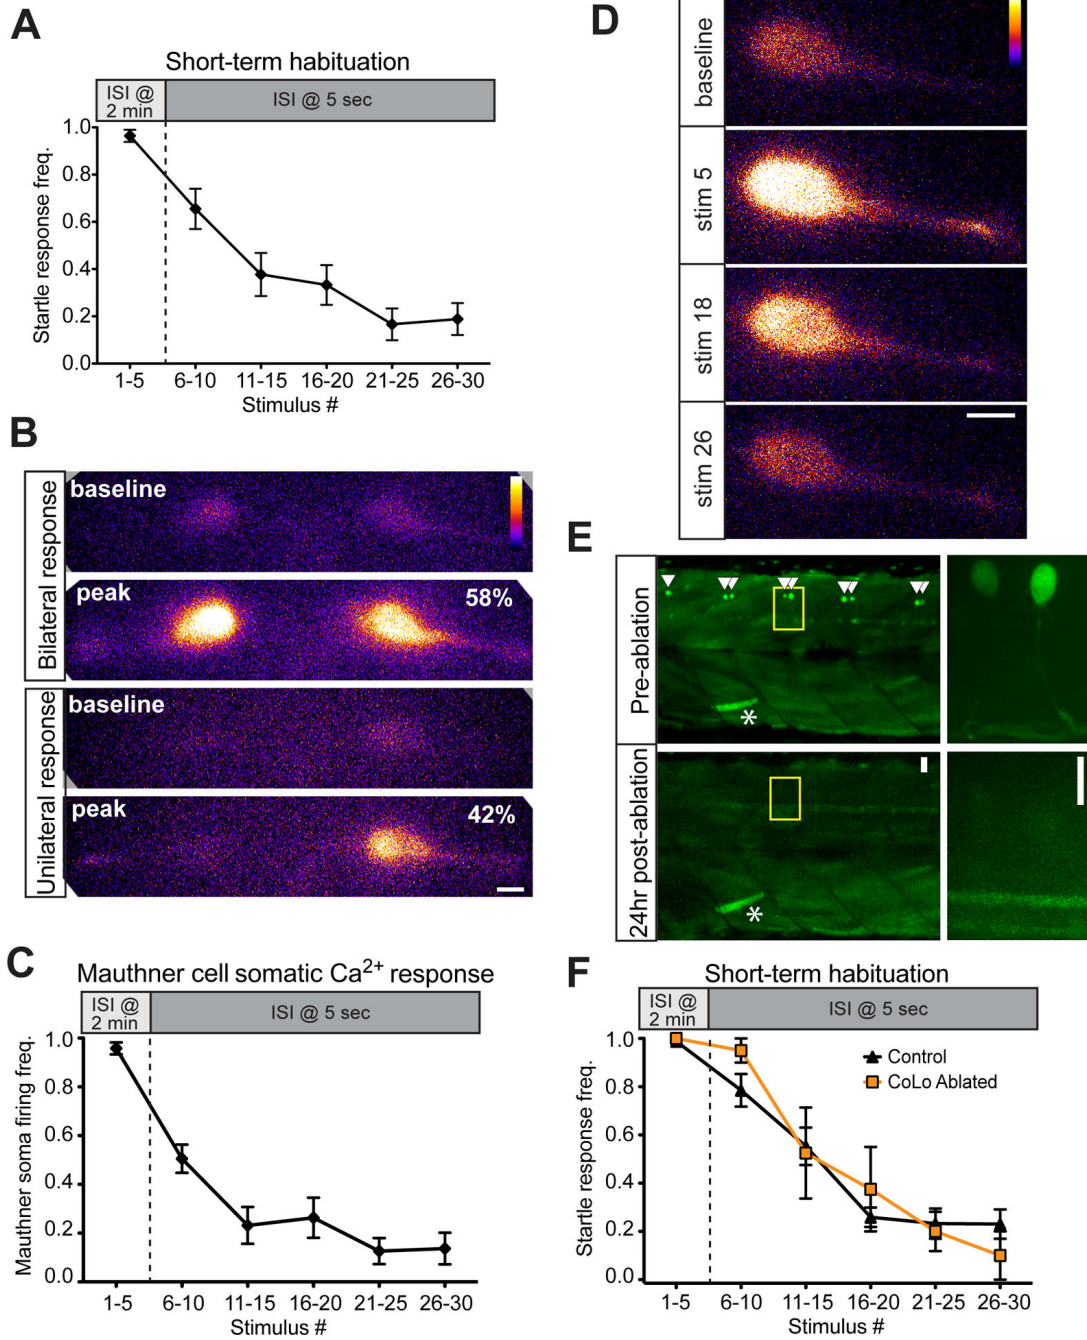 A
Short-term habituation
ISI @
2 min
ISI @ 5 sec
Startle response freq.
1.0
0.8
0.6
0.4
0.2
0.0
1-5
6-10
11-15
16-20
21-25
26-30
Stimulus #
B
Bilateral response
baseline
peak
58%
Unilateral response
baseline
peak
42%
C
Mauthner cell somatic Ca2+ response
ISI @
2 min
ISI @ 5 sec
Mauthner soma firing freq.
1.0
0.8
0.6
0.4
0.2
0.0
1-5
6-10
11-15
16-20
21-25
26-30
Stimulus #
D
baseline
stim 5
stim 18
stim 26
E
Pre-ablation
*
24hr post-ablation
*
F
Short-term habituation
ISI @
2 min
ISI @ 5 sec
Startle response freq.
1.0
0.8
0.6
0.4
0.2
0.0
Control
CoLo Ablated
1-5
6-10
11-15
16-20
21-25
26-30
Stimulus #